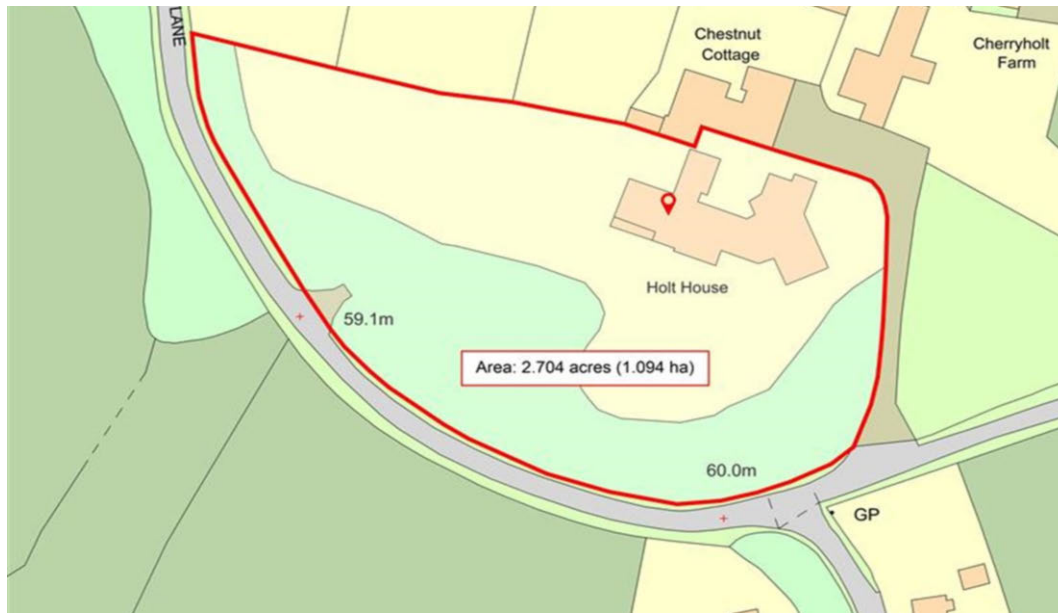 LANE
Chestnut
Cottage
Cherryholt
Farm
Holt House
59.1m
Area: 2.704 acres (1.094 ha)
60.0m
GP